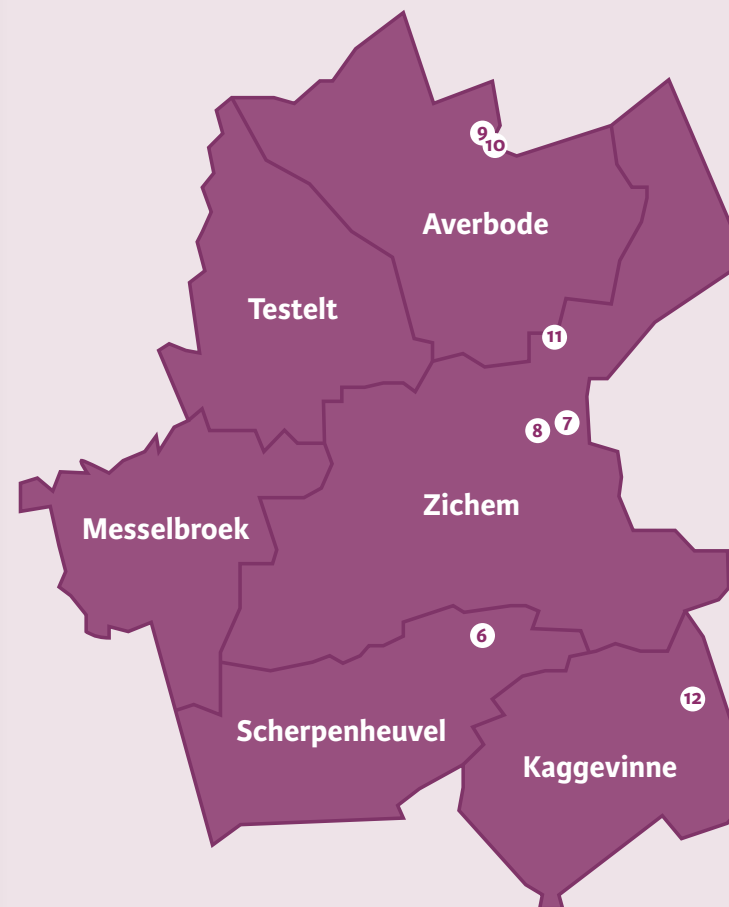 9
10
Averbode
Testelt
11
7
8
Zichem
Messelbroek
6
12
Scherpenheuvel
Kaggevinne